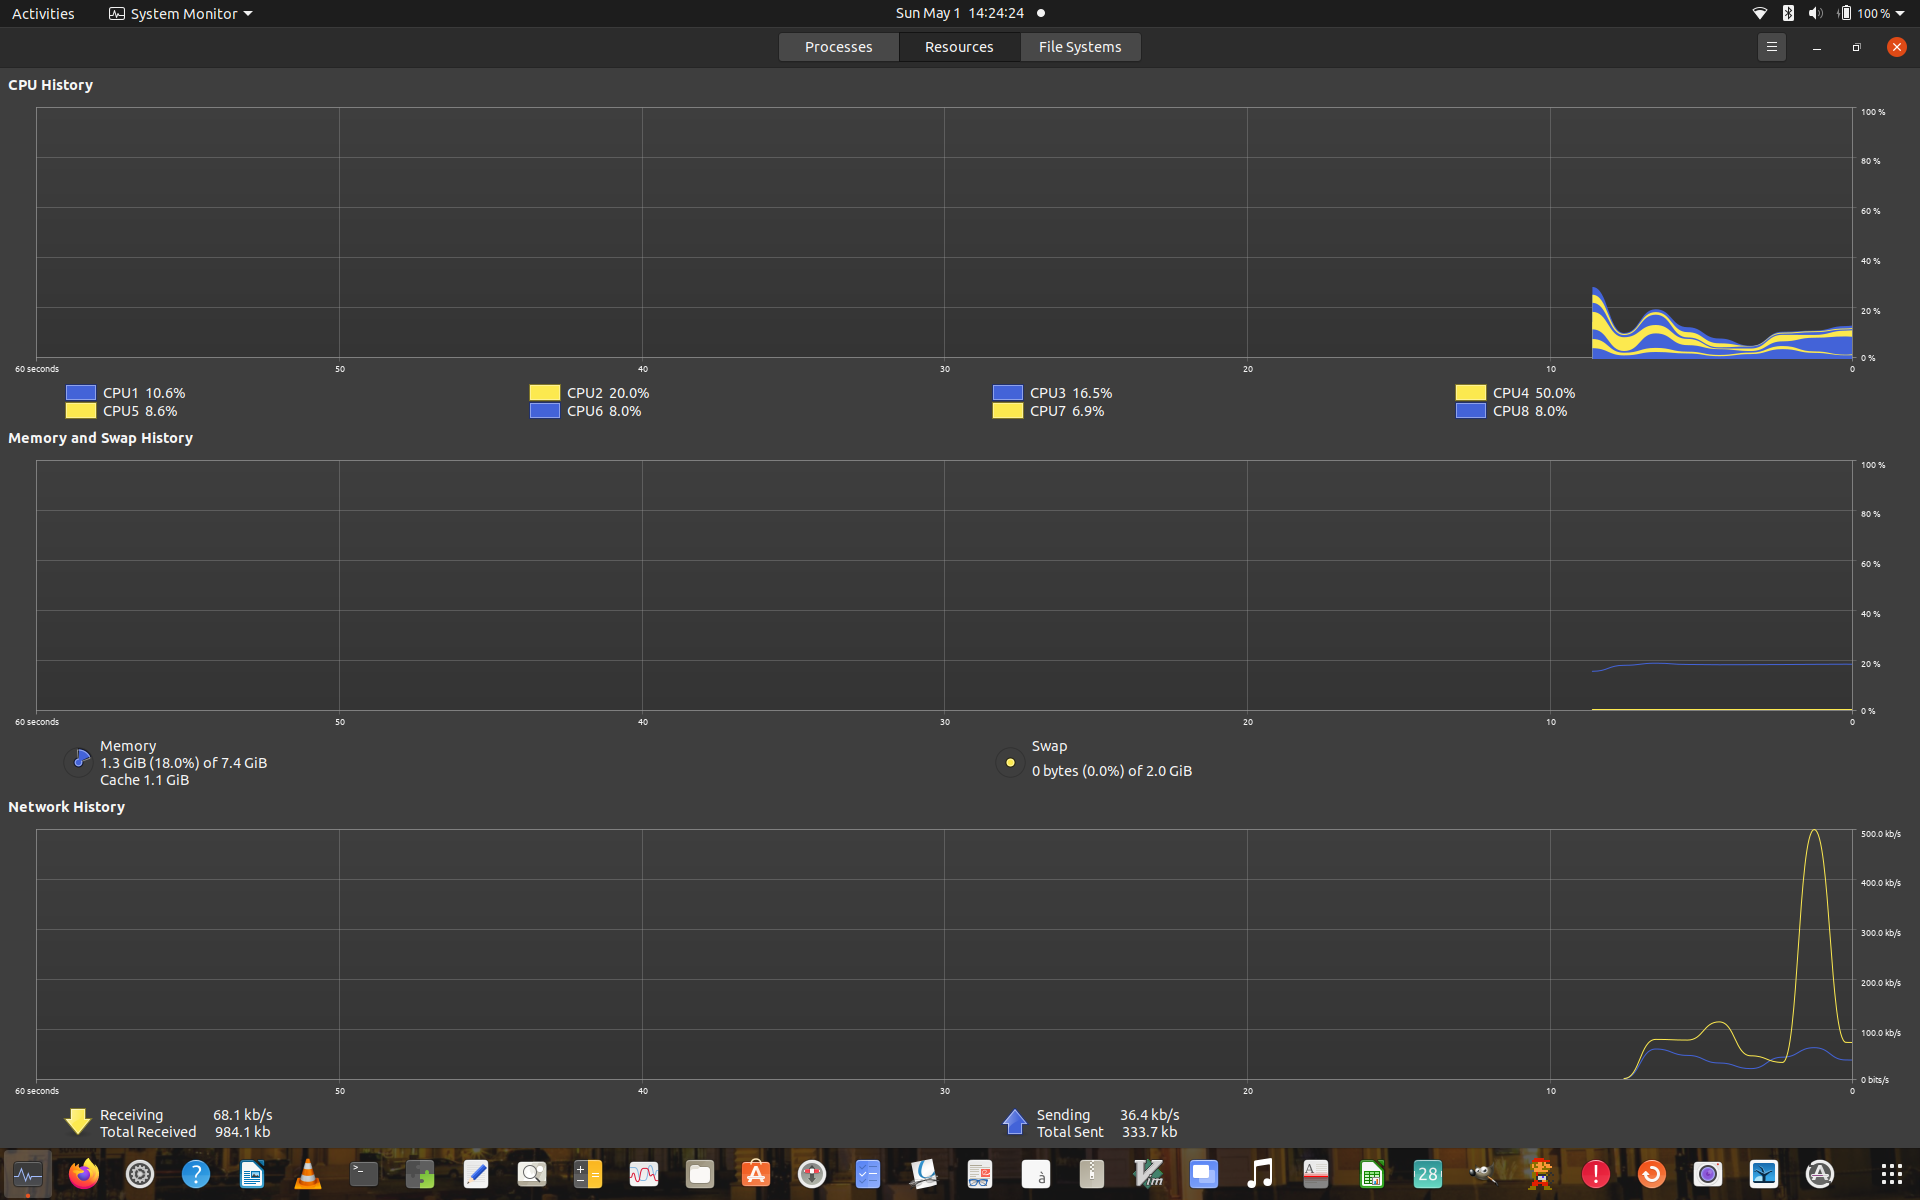 Activities System Monitor Sun May 1 14:24:24 100 %
Processes Resources File Systems
CPU History
100 %
80 %
60 %
40 %
20 %
0 %
60 seconds 50 40 30 20 10 0
CPU1 10.6% CPU2 20.0% CPU3 16.5% CPU4 50.0%
CPU5 8.6% CPU6 8.0% CPU7 6.9% CPU8 8.0%
Memory and Swap History
100 %
80 %
60 %
40 %
20 %
0 %
60 seconds 50 40 30 20 10 0
Memory
1.3 GiB (18.0%) of 7.4 GiB
Cache 1.1 GiB
Swap
0 bytes (0.0%) of 2.0 GiB
Network History
500.0 kb/s
400.0 kb/s
300.0 kb/s
200.0 kb/s
100.0 kb/s
0 bits/s
60 seconds 50 40 30 20 10 0
Receiving 68.1 kb/s
Total Received 984.1 kb
Sending 36.4 kb/s
Total Sent 333.7 kb
? >_ à Vim A 28 !